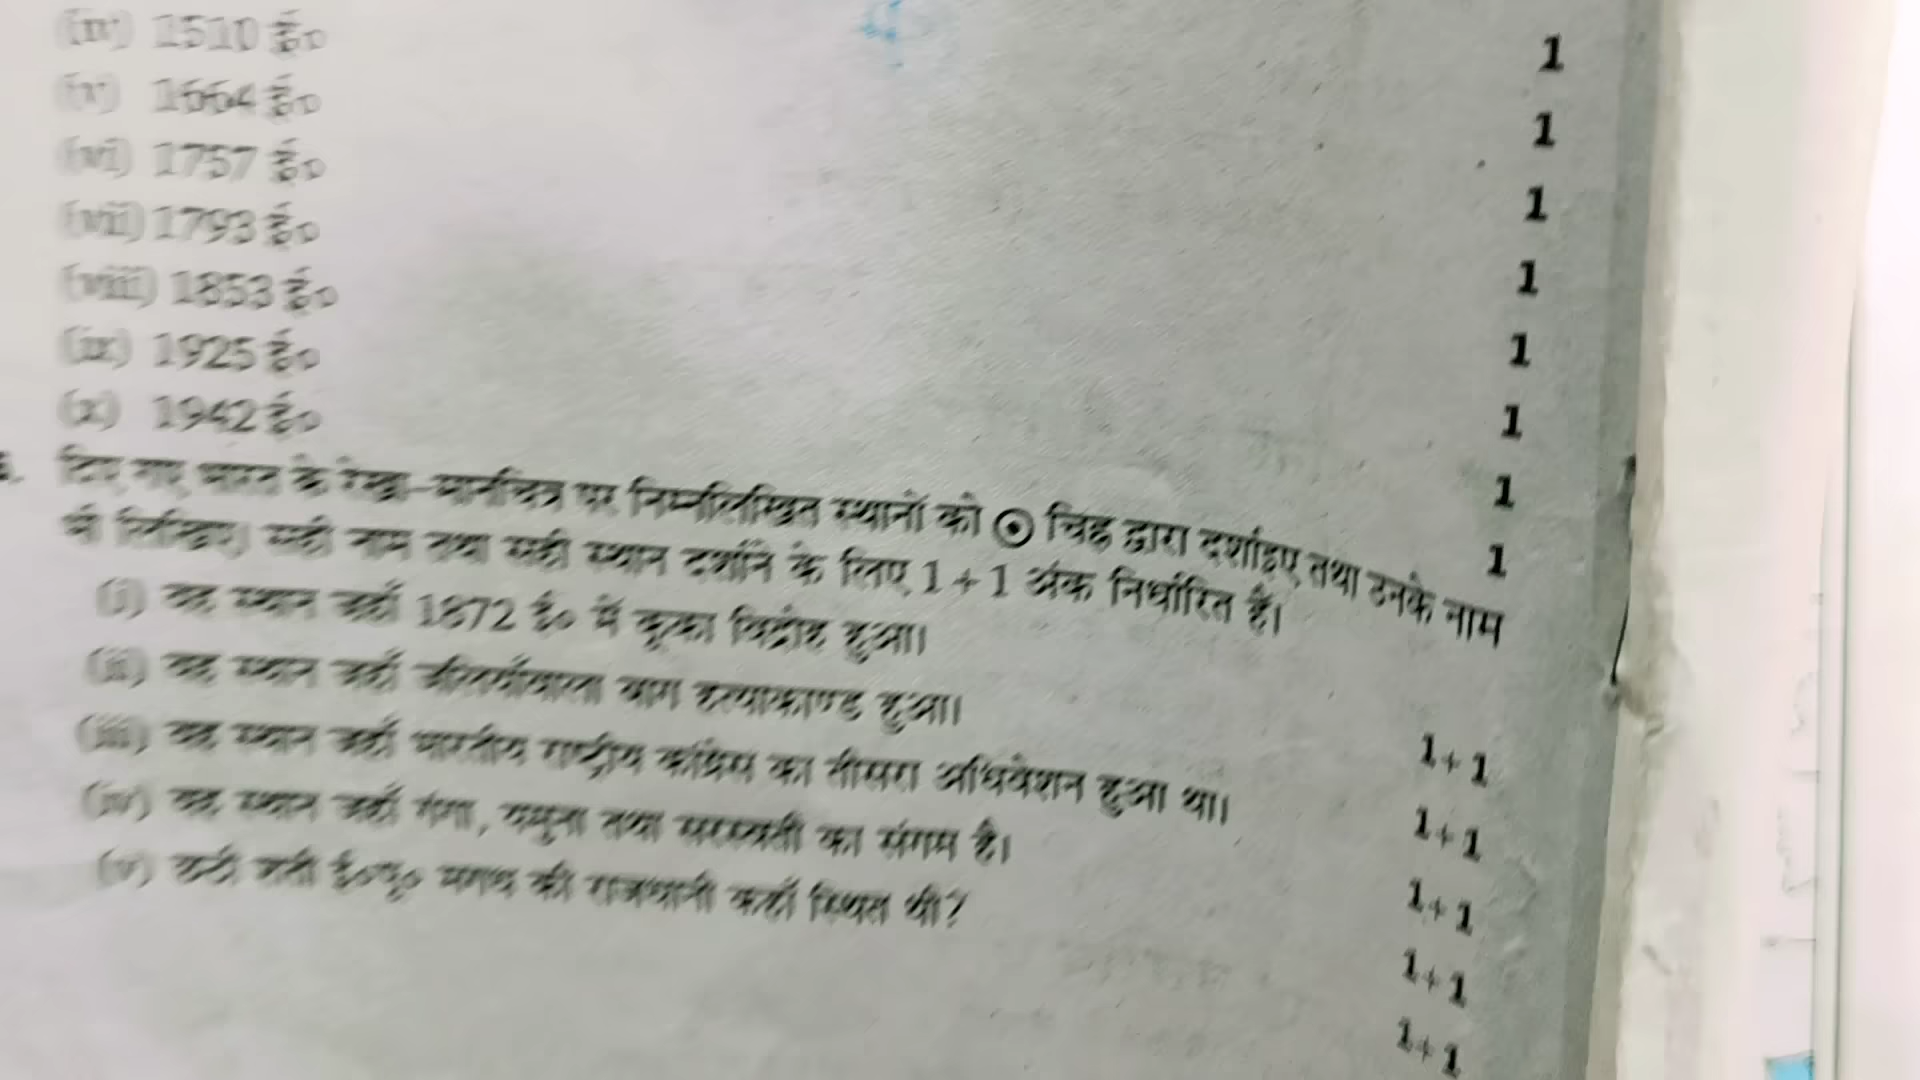 (iv) 1510 ई०
1
(v) 1664 ई०
1
(vi) 1757 ई०
1
(vii) 1793 ई०
1
(viii) 1853 ई०
1
(ix) 1925 ई०
1
(x) 1942 ई०
1
1
दिए गए भारत के रेखा-मानचित्र पर निम्नलिखित स्थानों को ⊙ चिह्न द्वारा दर्शाइए तथा उनके नाम
भी लिखिए। सही नाम तथा सही स्थान दर्शाने के लिए 1 + 1 अंक निर्धारित है।
(i) वह स्थान जहाँ 1872 ई० में कूका विद्रोह हुआ।
1+1
(ii) वह स्थान जहाँ जलियाँवाला बाग हत्याकाण्ड हुआ।
1+1
(iii) वह स्थान जहाँ भारतीय राष्ट्रीय कांग्रेस का तीसरा अधिवेशन हुआ था।
1+1
(iv) वह स्थान जहाँ गंगा, यमुना तथा सरस्वती का संगम है।
1+1
(v) छठी शती ई०पू० मगध की राजधानी कहाँ स्थित थी?
1+1